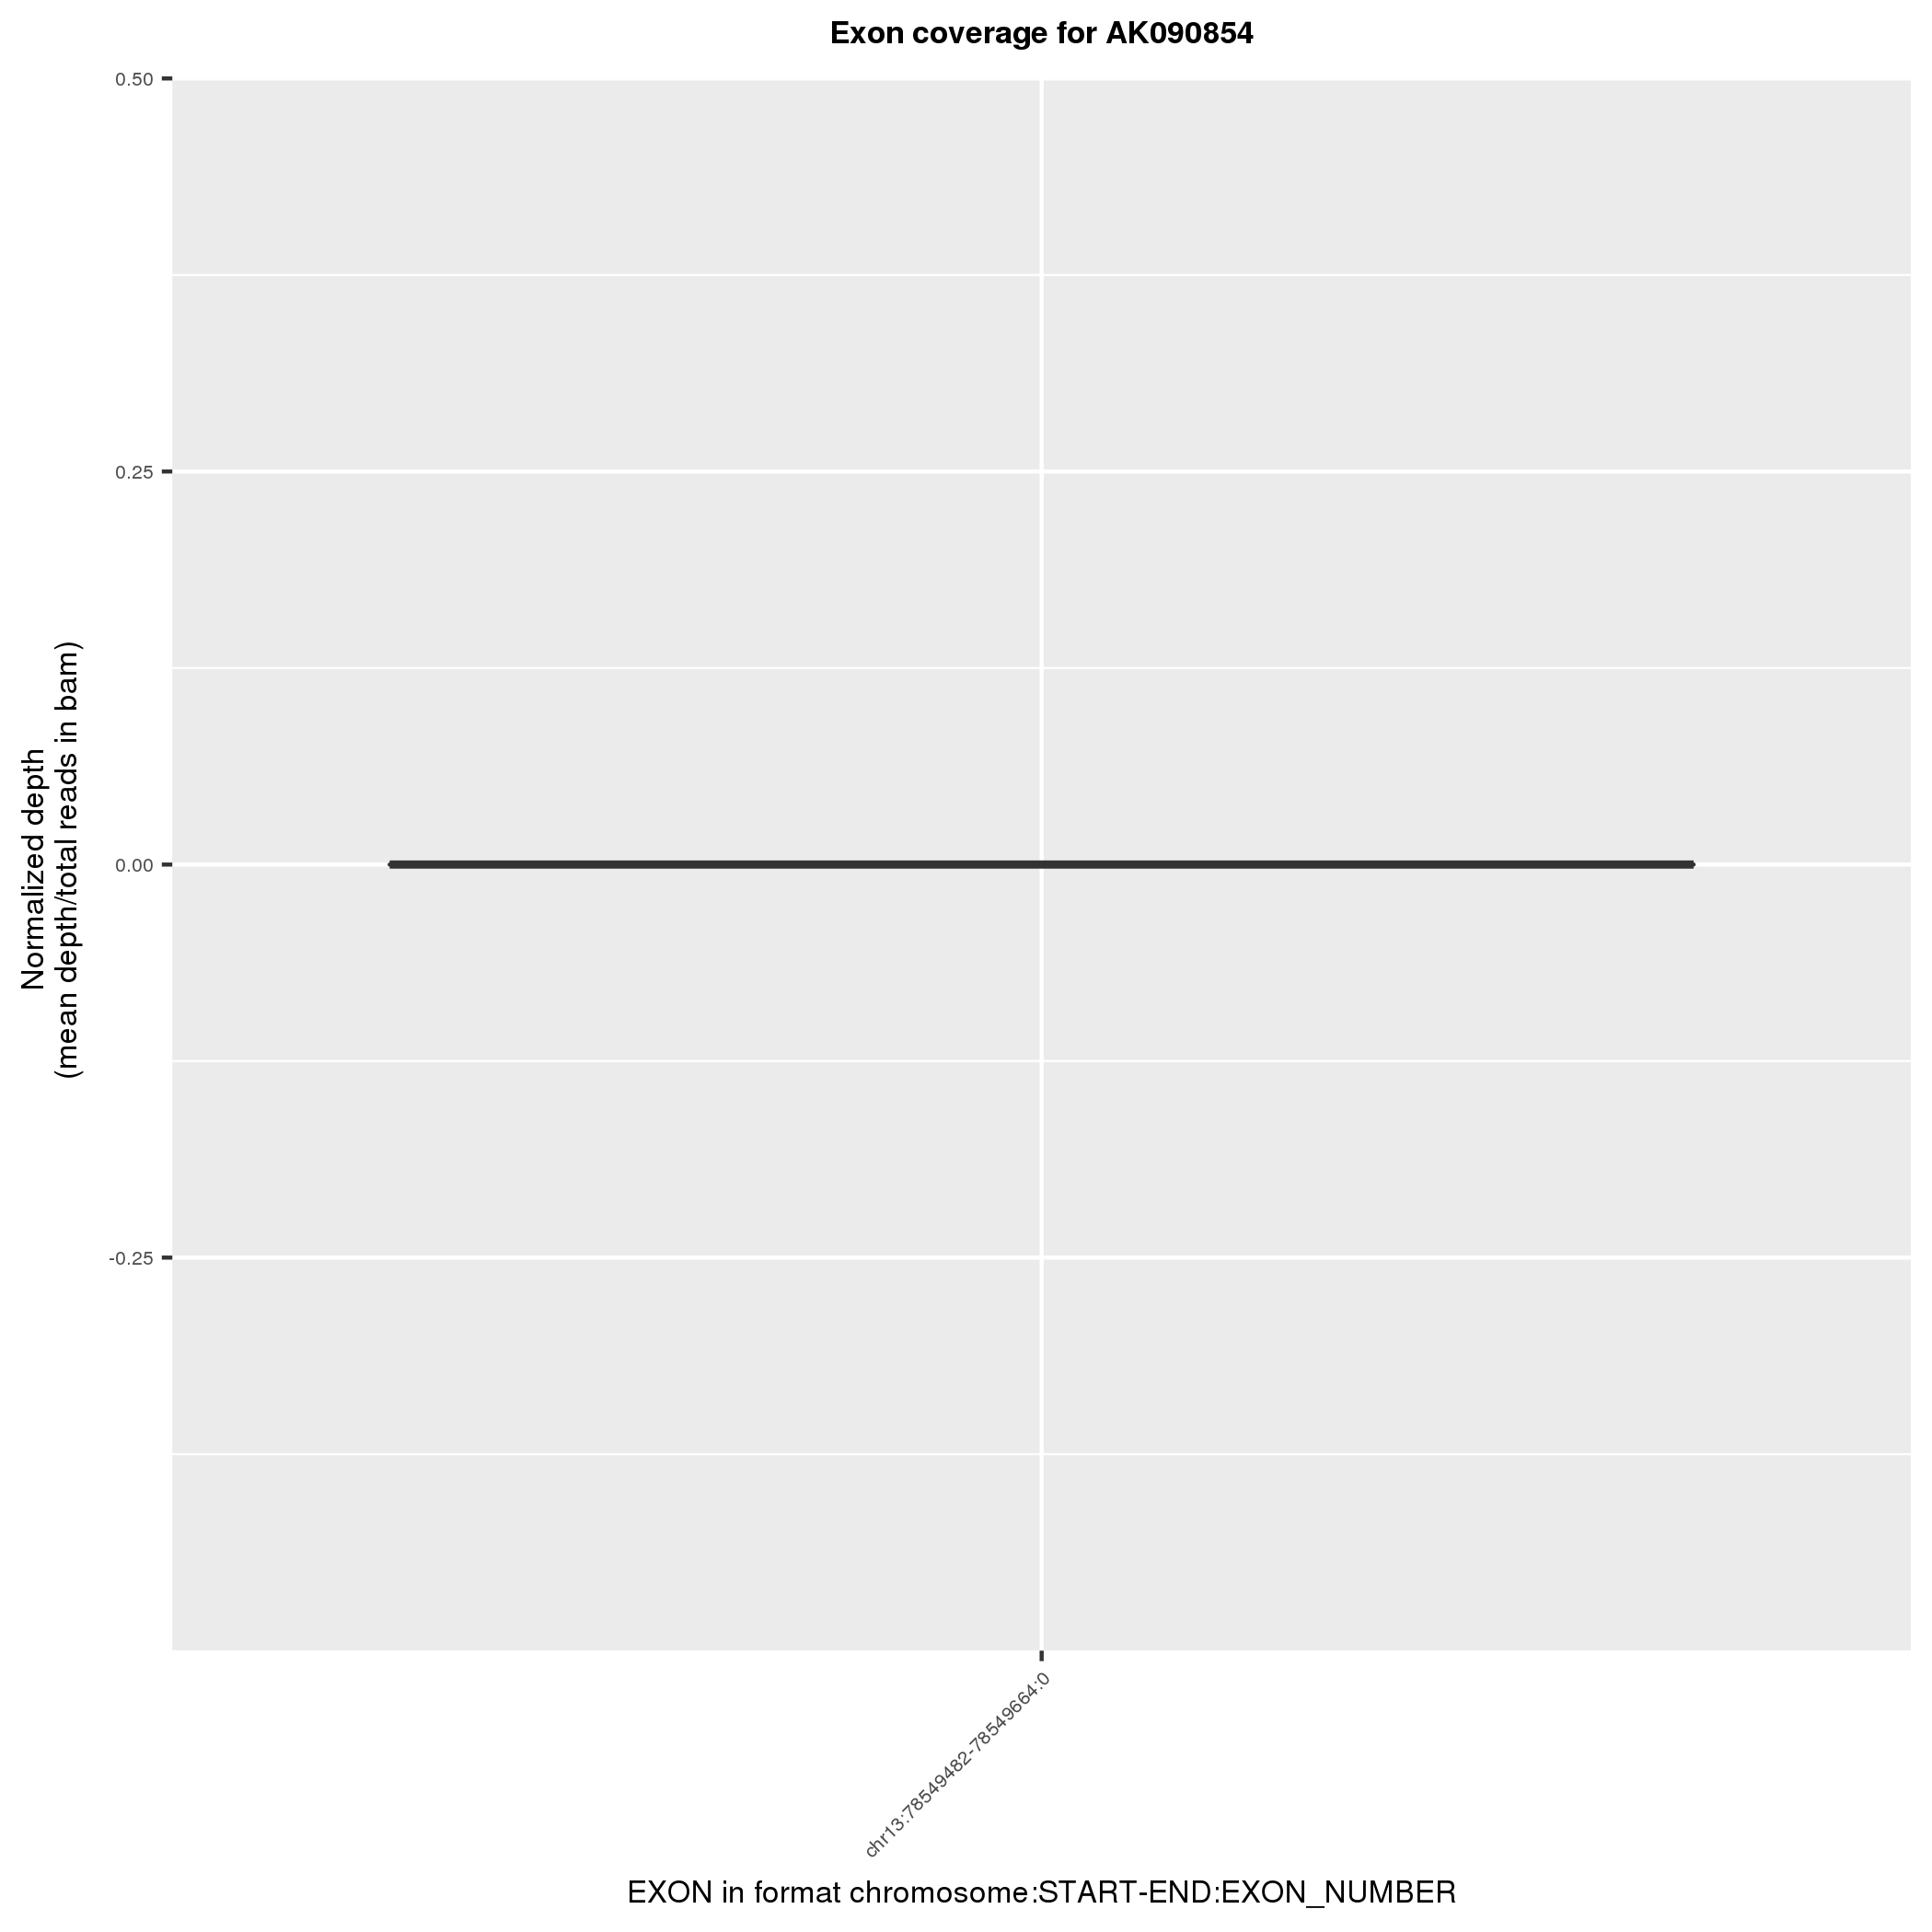 Exon coverage for AK090854
0.50
0.25
0.00
-0.25
Normalized depth
(mean depth/total reads in bam)
chr13:78549482-78549664:0
EXON in format chromosome:START-END:EXON_NUMBER